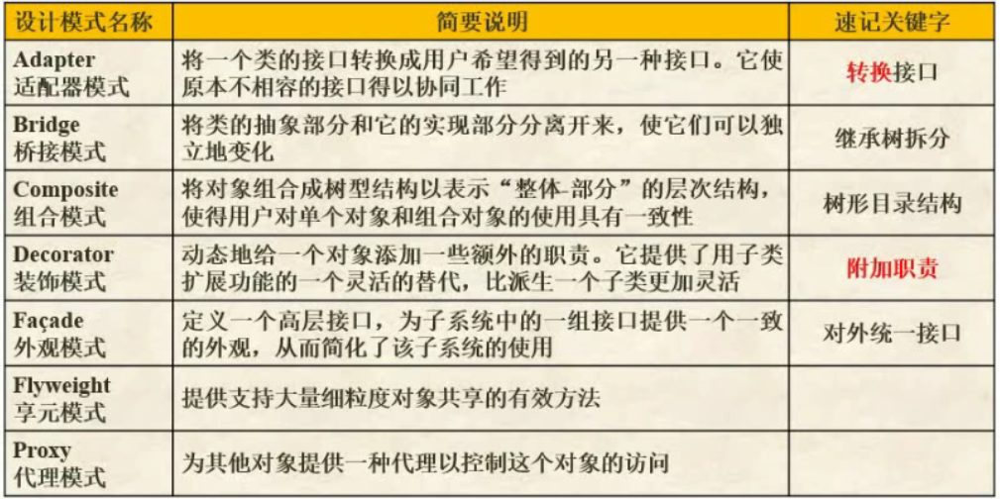 设计模式名称 简要说明 速记关键字
Adapter
适配器模式
将一个类的接口转换成用户希望得到的另一种接口。它使
原本不相容的接口得以协同工作
转换接口
Bridge
桥接模式
将类的抽象部分和它的实现部分分离开来，使它们可以独
立地变化
继承树拆分
Composite
组合模式
将对象组合成树型结构以表示“整体-部分”的层次结构，
使得用户对单个对象和组合对象的使用具有一致性
树形目录结构
Decorator
装饰模式
动态地给一个对象添加一些额外的职责。它提供了用子类
扩展功能的一个灵活的替代，比派生一个子类更加灵活
附加职责
Façade
外观模式
定义一个高层接口，为子系统中的一组接口提供一个一致
的外观，从而简化了该子系统的使用
对外统一接口
Flyweight
享元模式
提供支持大量细粒度对象共享的有效方法
Proxy
代理模式
为其他对象提供一种代理以控制这个对象的访问